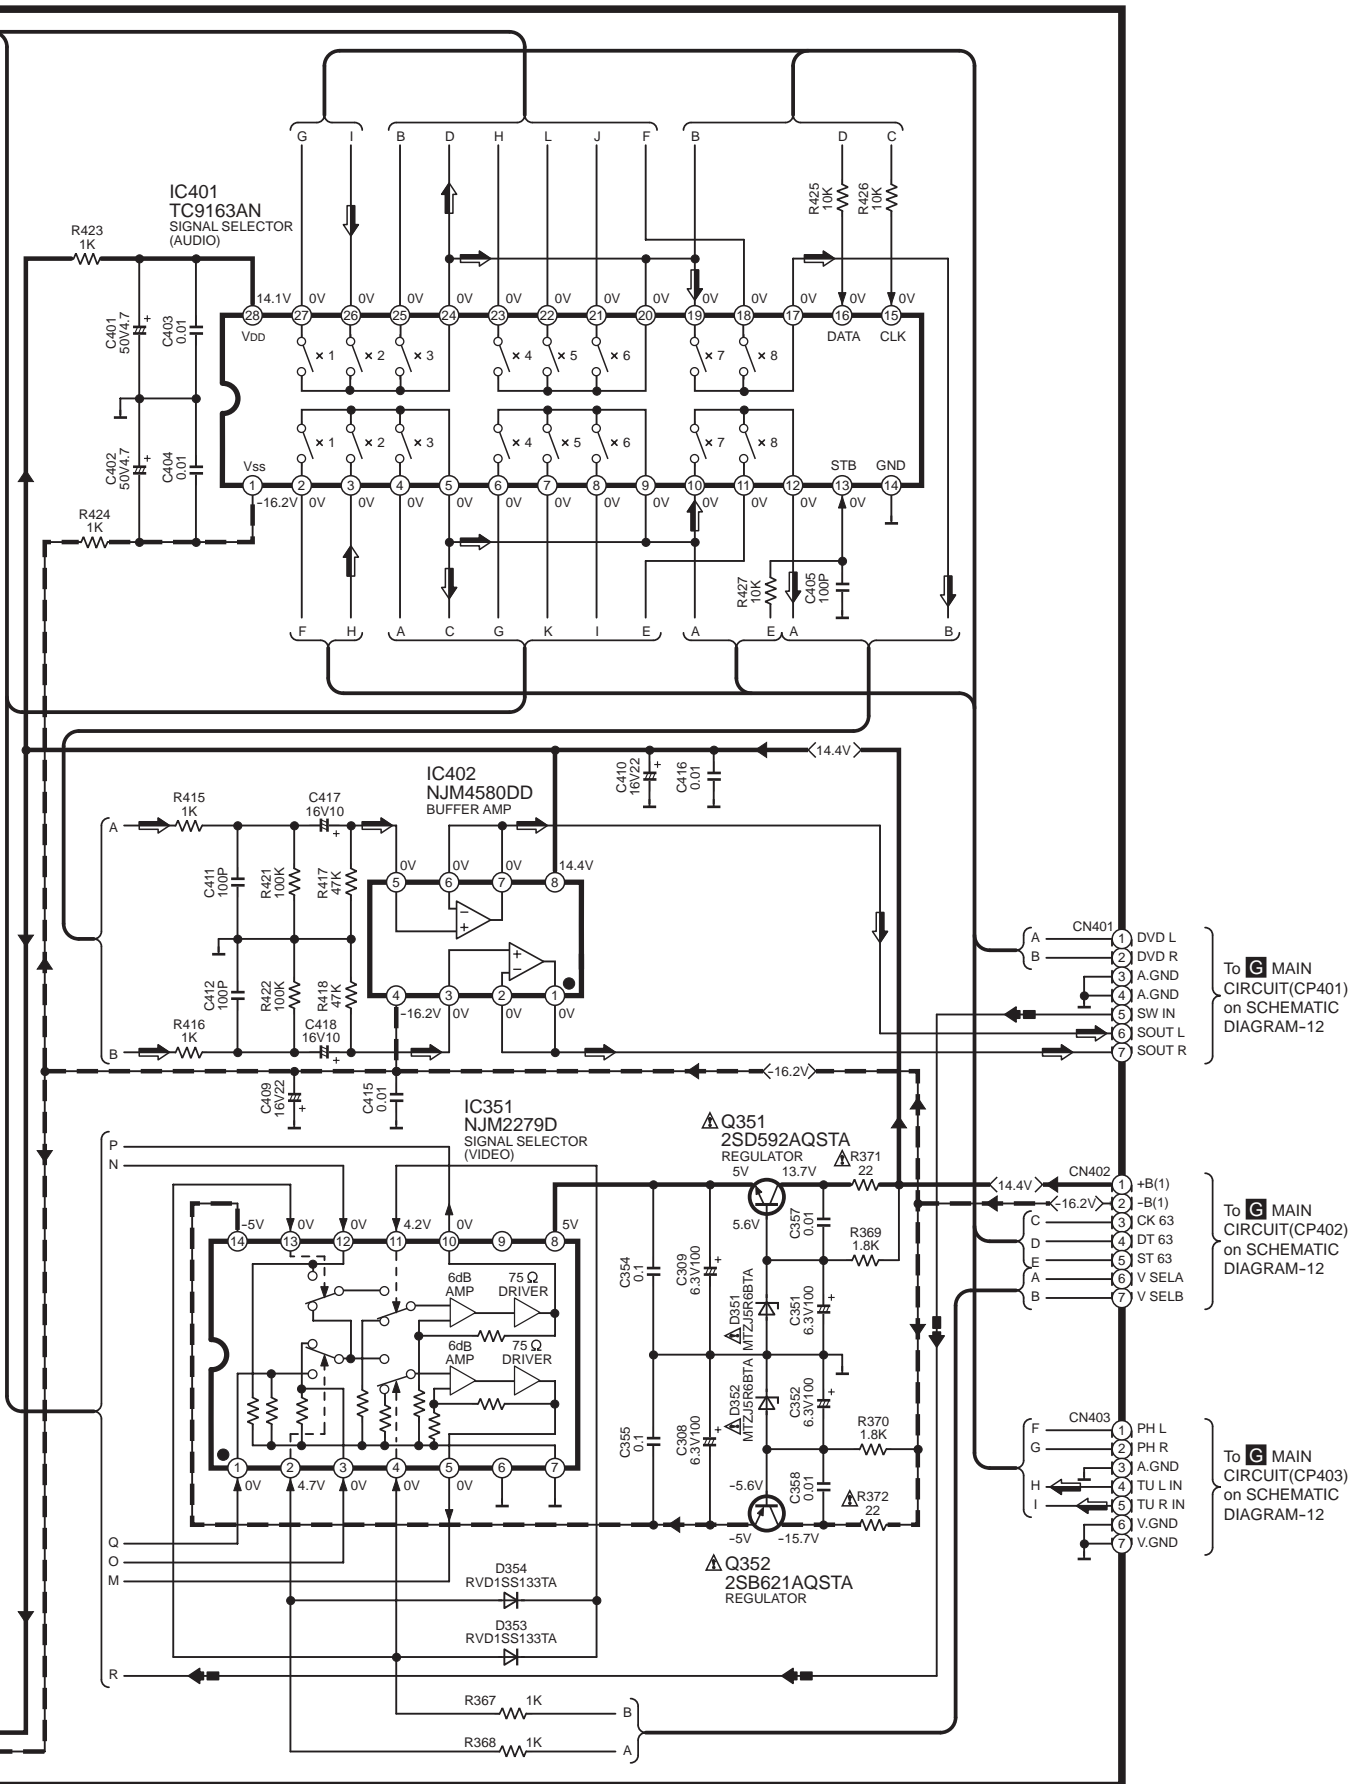 G I B D H L J F B D C
R425
10K
R426
10K
IC401
TC9163AN
SIGNAL SELECTOR
(AUDIO)
R423
1K
C401
50V4.7
+
C403
0.01
14.1V 0V 0V 0V 0V 0V 0V 0V 0V 0V 0V 0V 0V 0V
28 27 26 25 24 23 22 21 20 19 18 17 16 15
VDD DATA CLK
×1 ×2 ×3 ×4 ×5 ×6 ×7 ×8
×1 ×2 ×3 ×4 ×5 ×6 ×7 ×8
C402
50V4.7
+
C404
0.01
VSS STB GND
1 2 3 4 5 6 7 8 9 10 11 12 13 14
-16.2V 0V 0V 0V 0V 0V 0V 0V 0V 0V 0V 0V 0V
R424
1K
R427
10K
C405
100P
F H A C G K I E A E A B
14.4V
IC402
NJM4580DD
BUFFER AMP
C410
16V22
+
C416
0.01
A
R415
1K
C417
16V10
+
C411
100P
R421
100K
R417
47K
0V 0V 0V 14.4V
5 6 7 8
− +
+ −
4 3 2 1
-16.2V 0V 0V 0V
C412
100P
R422
100K
R418
47K
B
R416
1K
C418
16V10
+
CN401
A 1 DVD L
B 2 DVD R
3 A.GND
4 A.GND
5 SW IN
6 SOUT L
7 SOUT R
To G MAIN
CIRCUIT(CP401)
on SCHEMATIC
DIAGRAM-12
-16.2V
C409
16V22
+
C415
0.01
IC351
NJM2279D
SIGNAL SELECTOR
(VIDEO)
P
N
-5V 0V 0V 4.2V 0V 5V
14 13 12 11 10 9 8
6dB
AMP
75 Ω
DRIVER
6dB
AMP
75 Ω
DRIVER
1 2 3 4 5 6 7
0V 4.7V 0V 0V 0V
Q351
2SD592AQSTA
REGULATOR
5V 13.7V
5.6V
R371
22
C357
0.01
R369
1.8K
C354
0.1
C309
6.3V100
+
D351
MTZJ5R6BTA
C351
6.3V100
+
C355
0.1
C308
6.3V100
+
D352
MTZJ5R6BTA
C352
6.3V100
+
R370
1.8K
-5.6V
C358
0.01
R372
22
-5V -15.7V
Q352
2SB621AQSTA
REGULATOR
CN402
14.4V 1 +B(1)
-16.2V 2 -B(1)
C 3 CK 63
D 4 DT 63
E 5 ST 63
A 6 V SELA
B 7 V SELB
To G MAIN
CIRCUIT(CP402)
on SCHEMATIC
DIAGRAM-12
CN403
F 1 PH L
G 2 PH R
3 A.GND
H 4 TU L IN
I 5 TU R IN
6 V.GND
7 V.GND
To G MAIN
CIRCUIT(CP403)
on SCHEMATIC
DIAGRAM-12
Q
O
M
D354
RVD1SS133TA
D353
RVD1SS133TA
R
R367 1K B
R368 1K A